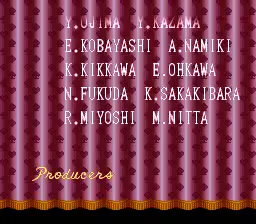 Y.OJIMA Y.KAZAMA
E.KOBAYASHI A.NAMIKI
K.KIKKAWA E.OHKAWA
N.FUKUDA K.SAKAKIBARA
R.MIYOSHI M.NITTA
Producers